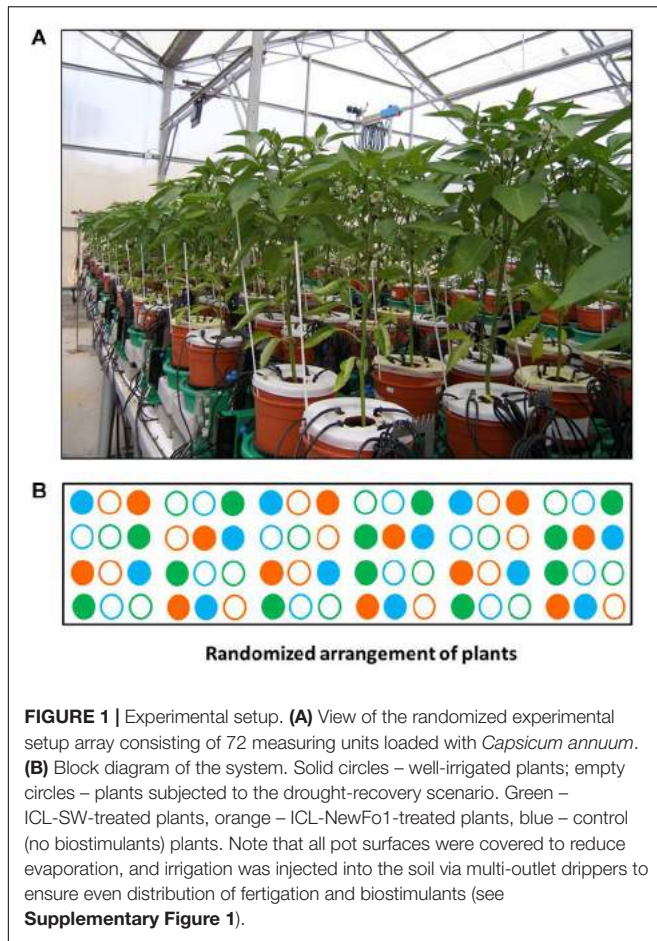 A
B
Randomized arrangement of plants
FIGURE 1 | Experimental setup. (A) View of the randomized experimental
setup array consisting of 72 measuring units loaded with Capsicum annuum.
(B) Block diagram of the system. Solid circles – well-irrigated plants; empty
circles – plants subjected to the drought-recovery scenario. Green –
ICL-SW-treated plants, orange – ICL-NewFo1-treated plants, blue – control
(no biostimulants) plants. Note that all pot surfaces were covered to reduce
evaporation, and irrigation was injected into the soil via multi-outlet drippers to
ensure even distribution of fertigation and biostimulants (see
Supplementary Figure 1).